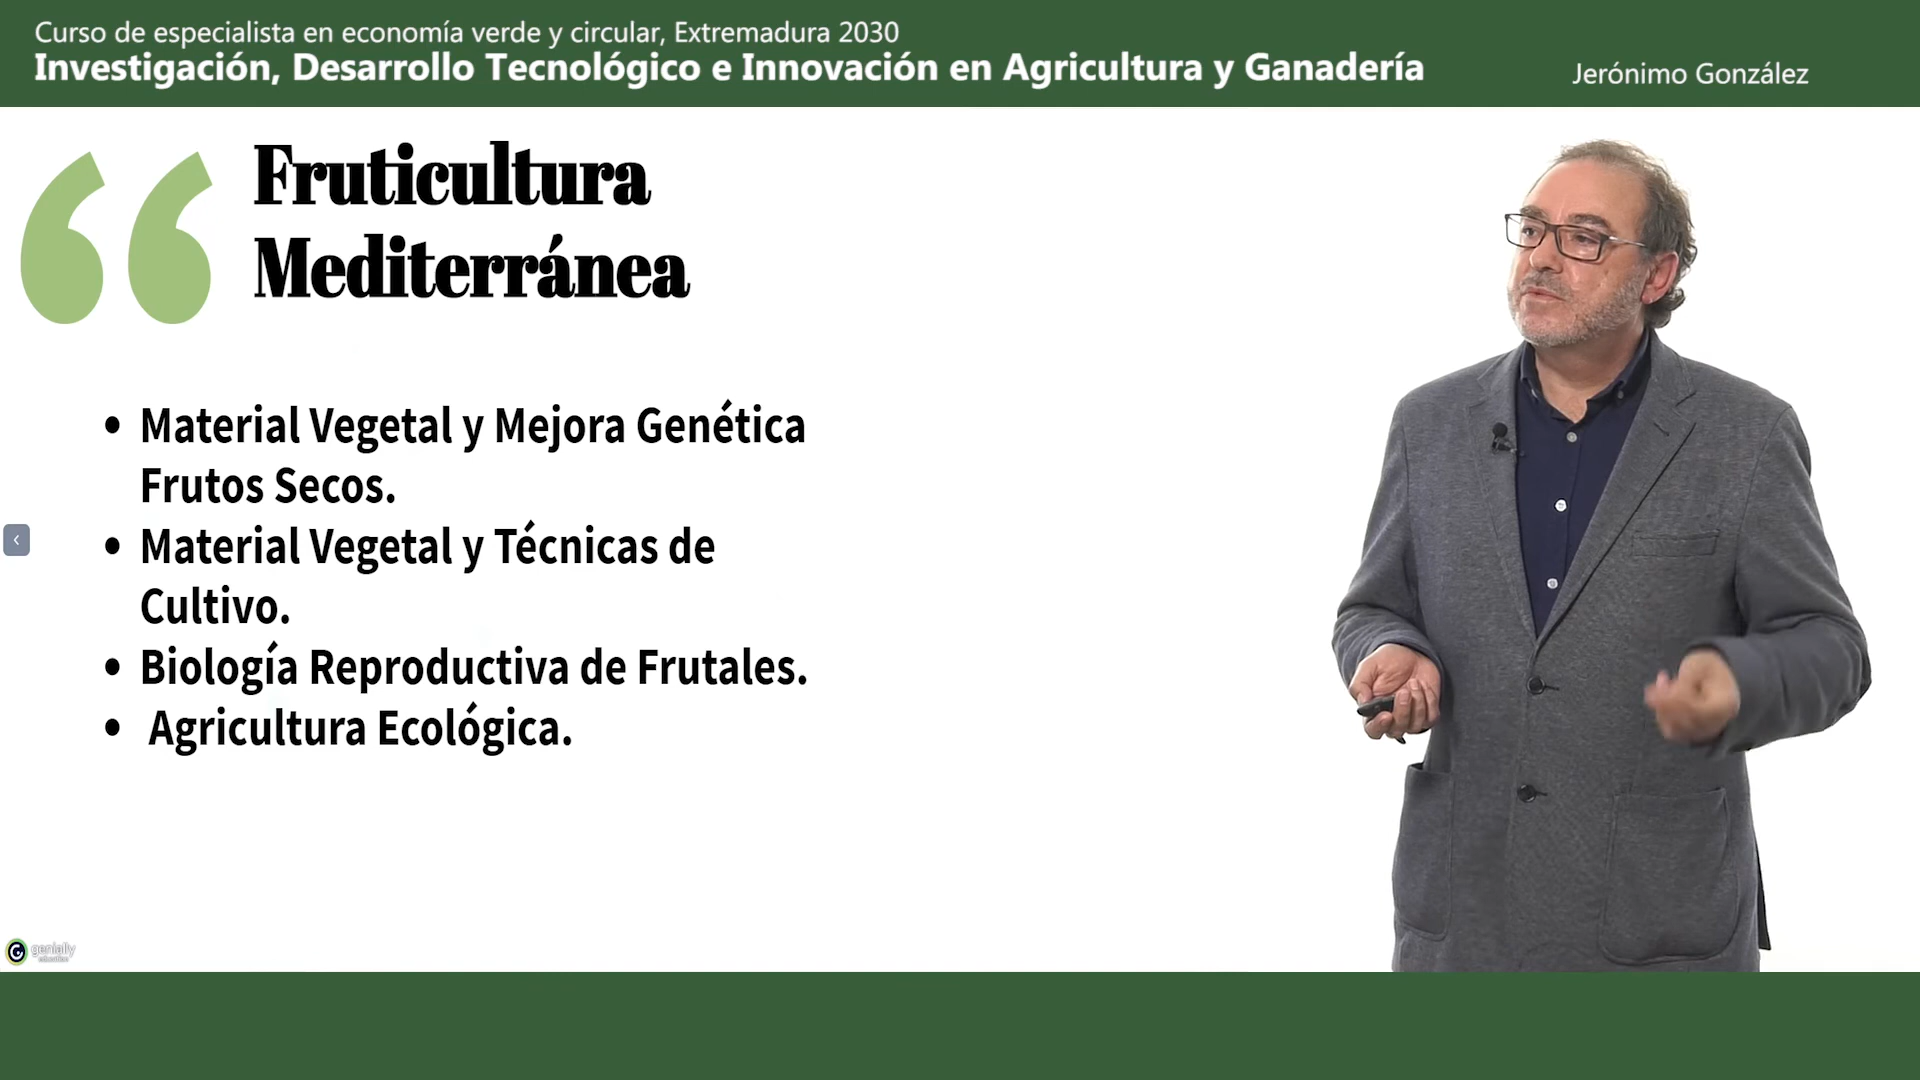 Curso de especialista en economía verde y circular, Extremadura 2030
Investigación, Desarrollo Tecnológico e Innovación en Agricultura y Ganadería
Jerónimo González
Fruticultura
Mediterránea
• Material Vegetal y Mejora Genética
Frutos Secos.
• Material Vegetal y Técnicas de
Cultivo.
• Biología Reproductiva de Frutales.
• Agricultura Ecológica.
genially
education